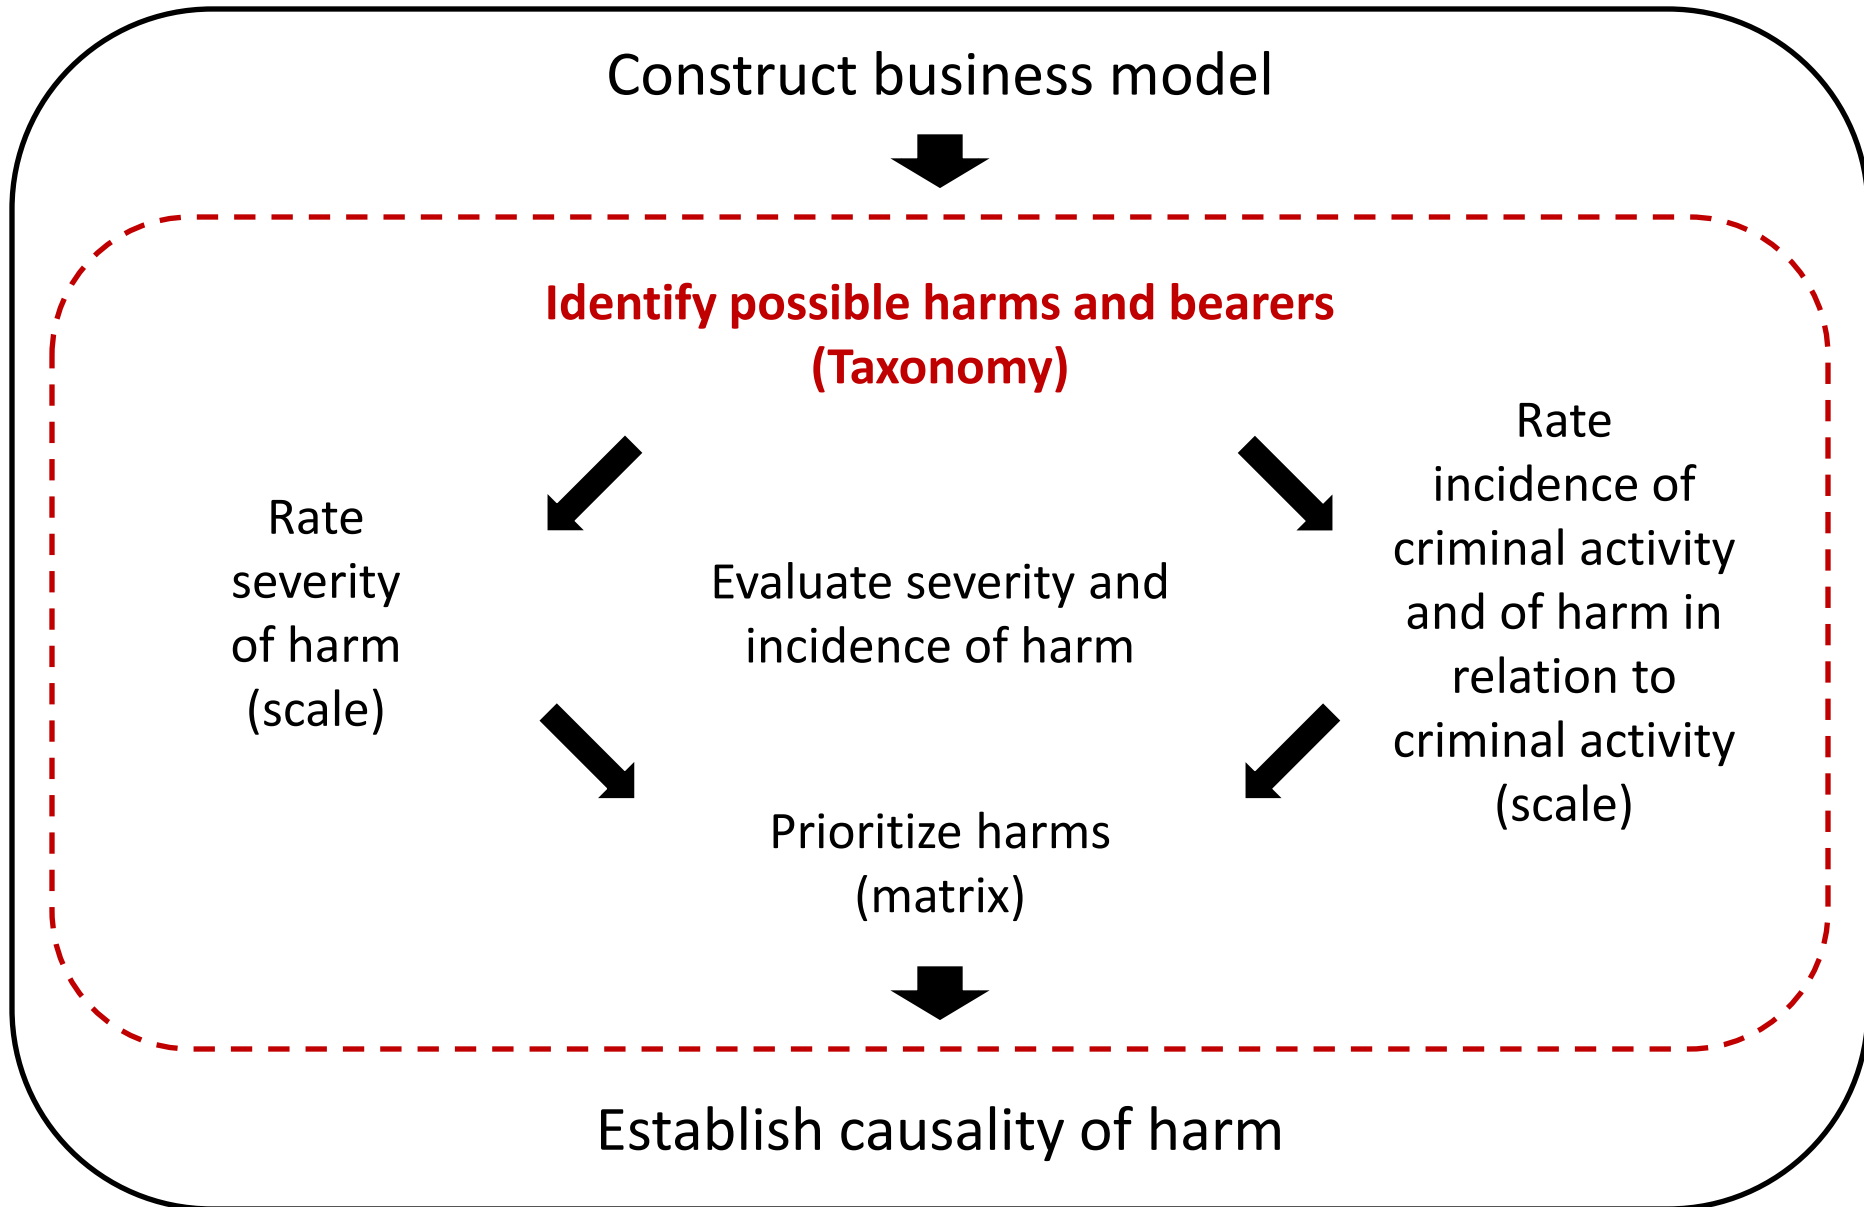 Construct business model
Identify possible harms and bearers
(Taxonomy)
Rate
severity
of harm
(scale)
Evaluate severity and
incidence of harm
Rate
incidence of
criminal activity
and of harm in
relation to
criminal activity
(scale)
Prioritize harms
(matrix)
Establish causality of harm